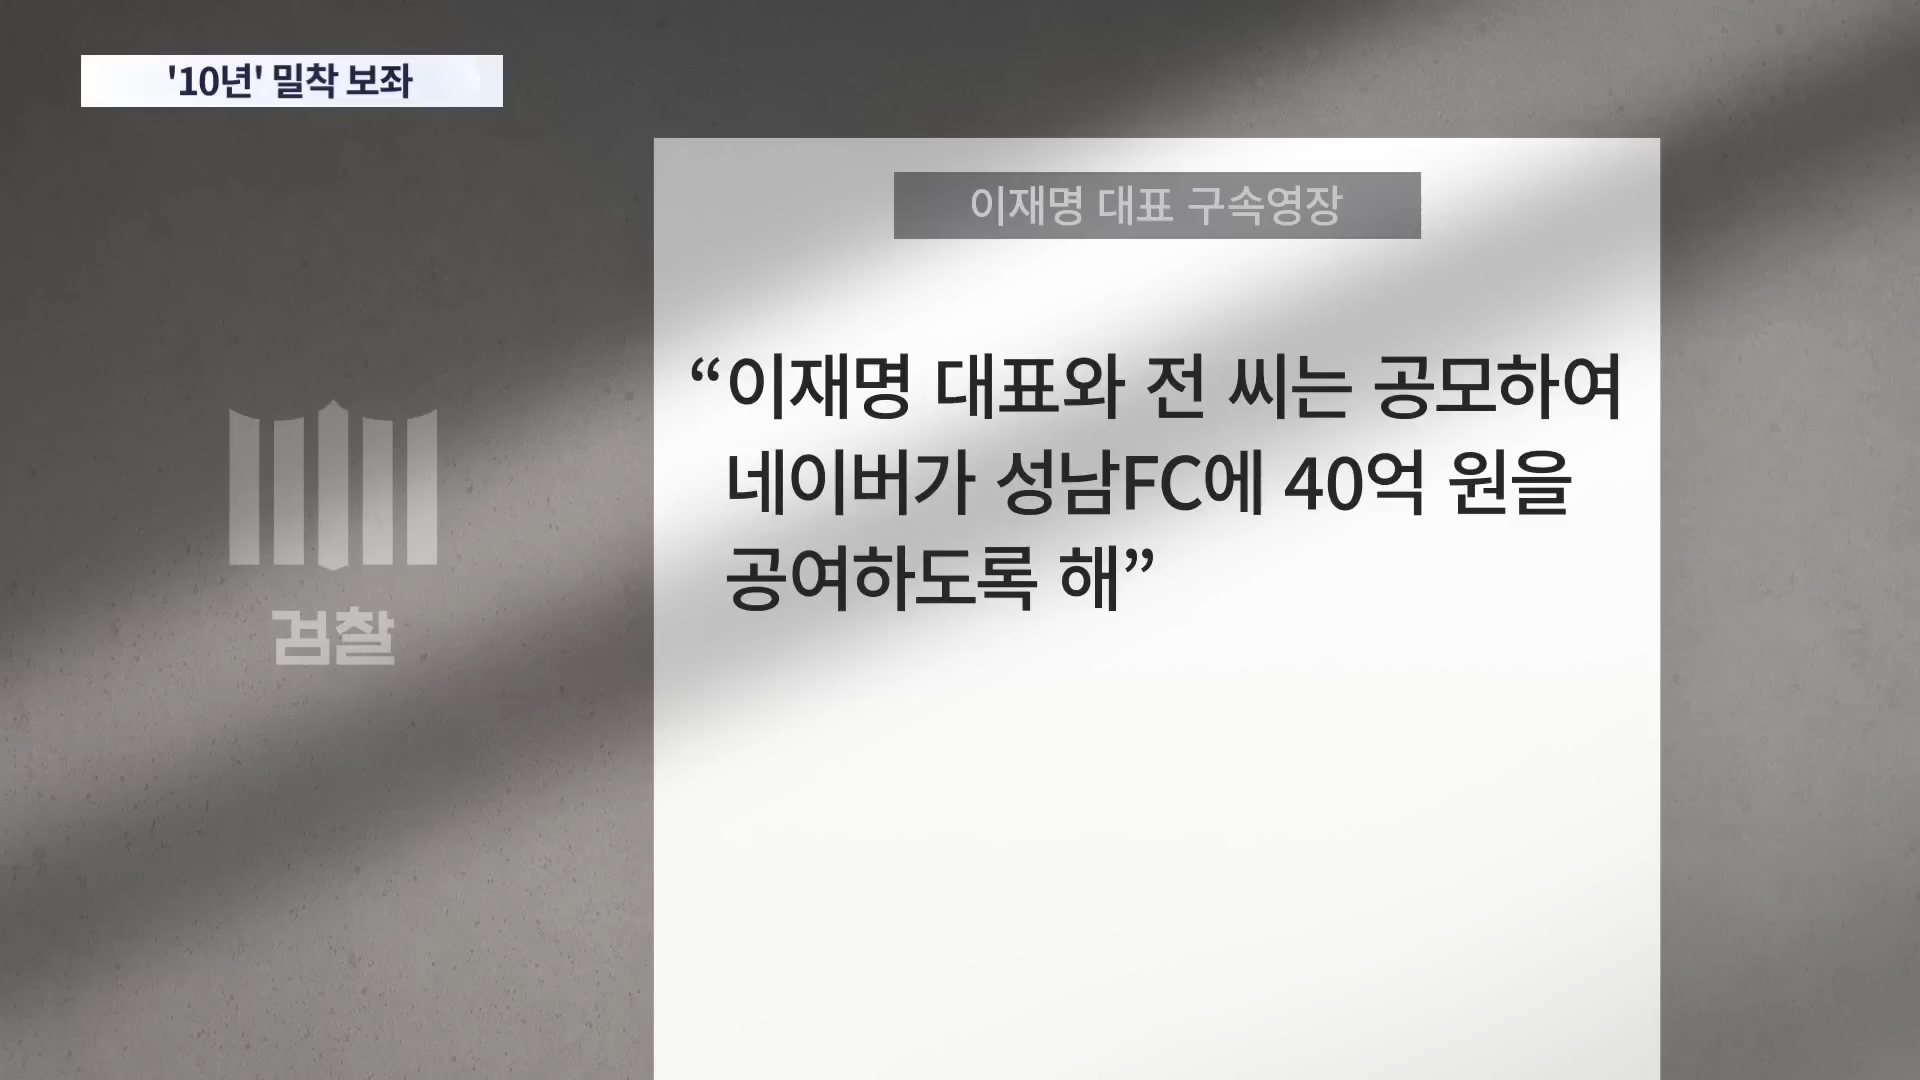 '10년' 밀착 보좌
이재명 대표 구속영장
“이재명 대표와 전 씨는 공모하여
네이버가 성남FC에 40억 원을
공여하도록 해”
검찰